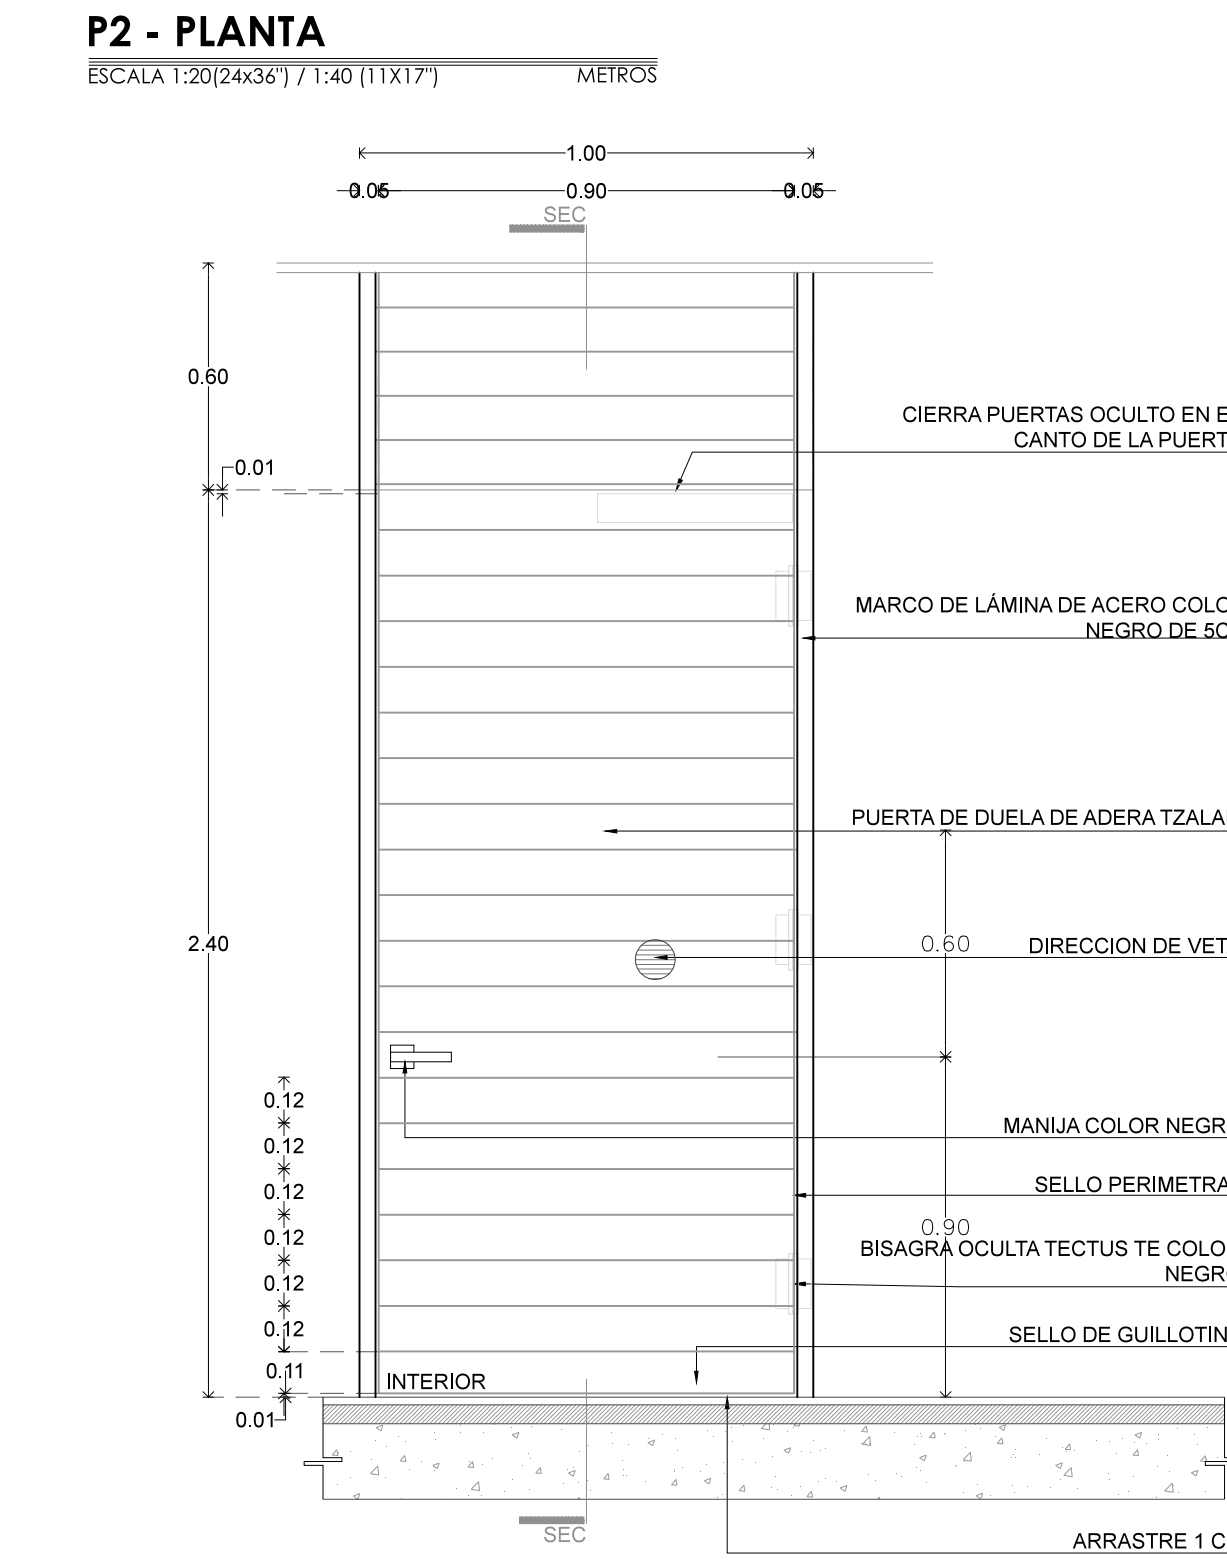 P2 - PLANTA
ESCALA 1:20(24x36") / 1:40 (11X17") METROS
1.00
0.05 0.90 0.05
SEC
0.60
0.01
CIERRA PUERTAS OCULTO EN E
CANTO DE LA PUERT
MARCO DE LÁMINA DE ACERO COLO
NEGRO DE 5C
PUERTA DE DUELA DE ADERA TZALA
2.40
0.60
DIRECCION DE VET
0.12
MANIJA COLOR NEGR
0.12
0.12
SELLO PERIMETRA
0.12
0.90
BISAGRA OCULTA TECTUS TE COLO
NEGRO
0.12
0.12
SELLO DE GUILLOTIN
0.11
INTERIOR
0.01
SEC
ARRASTRE 1 C